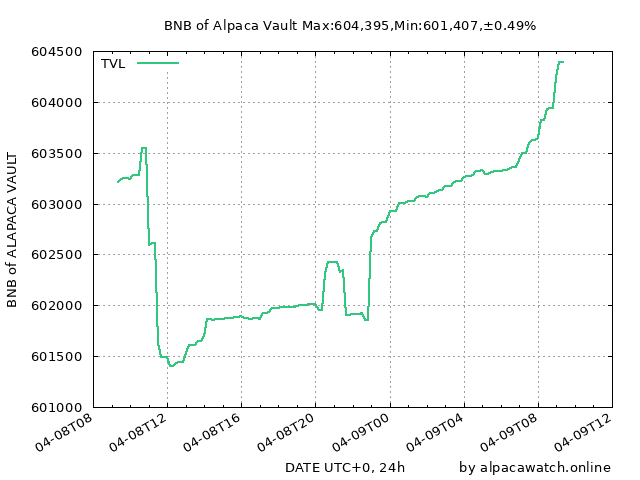 BNB of Alpaca Vault Max:604,395,Min:601,407,±0.49%
TVL
BNB of ALAPACA VAULT
604500
604000
603500
603000
602500
602000
601500
601000
04-08T08
04-08T12
04-08T16
04-08T20
04-09T00
04-09T04
04-09T08
04-09T12
DATE UTC+0, 24h
by alpacawatch.online